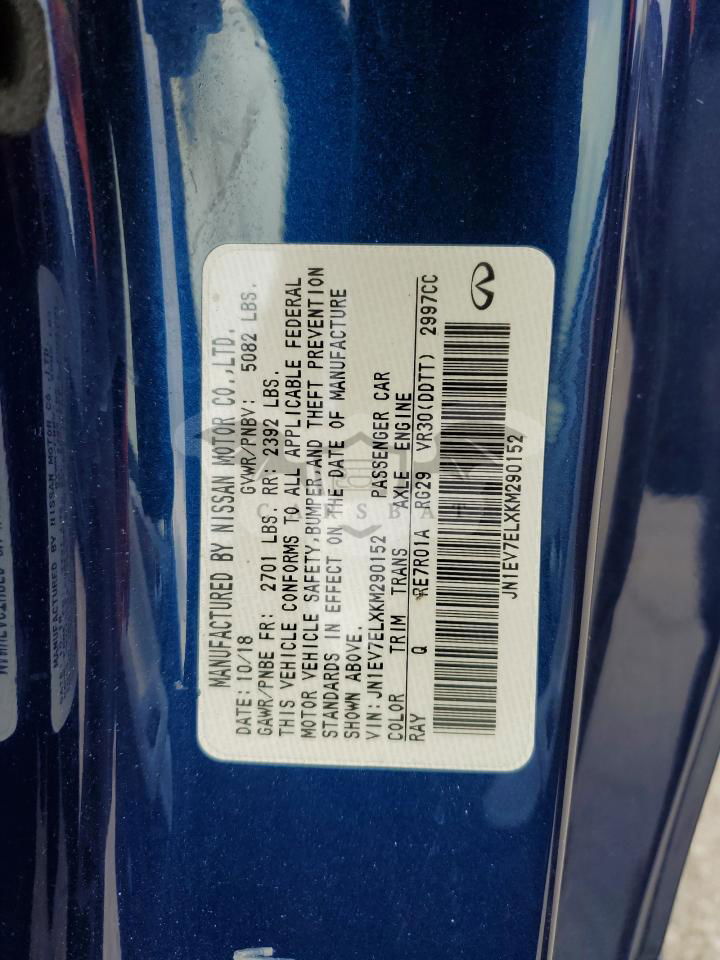 MANUFACTURED BY NISSAN MOTOR CO.,LTD.
DATE: 10/18 GVWR/PNBV: 5082 LBS.
GAWR/PNBE FR: 2701 LBS. RR: 2392 LBS.
THIS VEHICLE CONFORMS TO ALL APPLICABLE FEDERAL
MOTOR VEHICLE SAFETY,BUMPER,AND THEFT PREVENTION
STANDARDS IN EFFECT ON THE DATE OF MANUFACTURE
SHOWN ABOVE.
VIN: JN1EV7ELXKM290152 PASSENGER CAR
COLOR TRIM TRANS AXLE ENGINE
RAY Q RE7R01A RG29 VR30(DDTT) 2997CC
JN1EV7ELXKM290152
CARSBAT